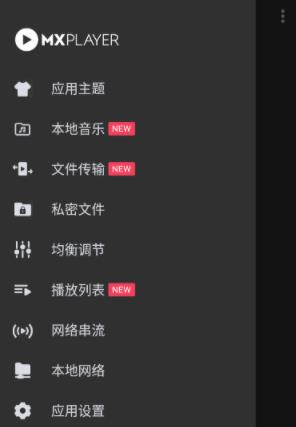 MXPLAYER
应用主题
本地音乐 NEW
文件传输 NEW
私密文件
均衡调节
播放列表 NEW
网络串流
本地网络
应用设置